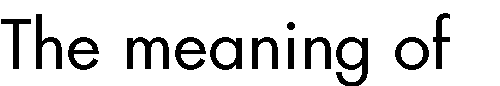 The meaning of